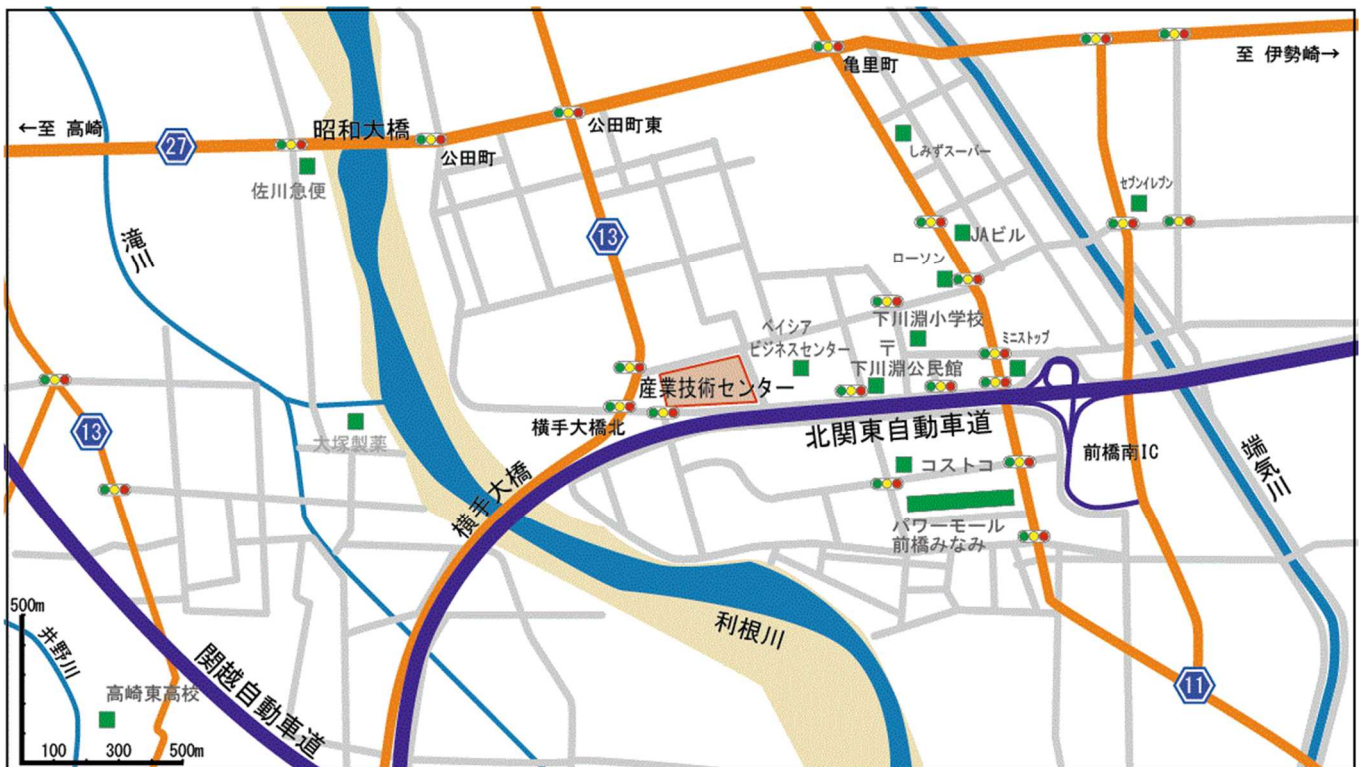 亀里町
至 伊勢崎→
←至 高崎
27
昭和大橋
公田町
公田町東
しみずスーパー
佐川急便
セブンイレブン
滝川
13
JAビル
ローソン
下川淵小学校
〒
ベイシア
ビジネスセンター
ミニストップ
下川淵公民館
産業技術センター
横手大橋北
北関東自動車道
13
大塚製薬
前橋南IC
端気川
コストコ
横手大橋
パワーモール
前橋みなみ
500m
利根川
井野川
関越自動車道
高崎東高校
11
100 300 500m